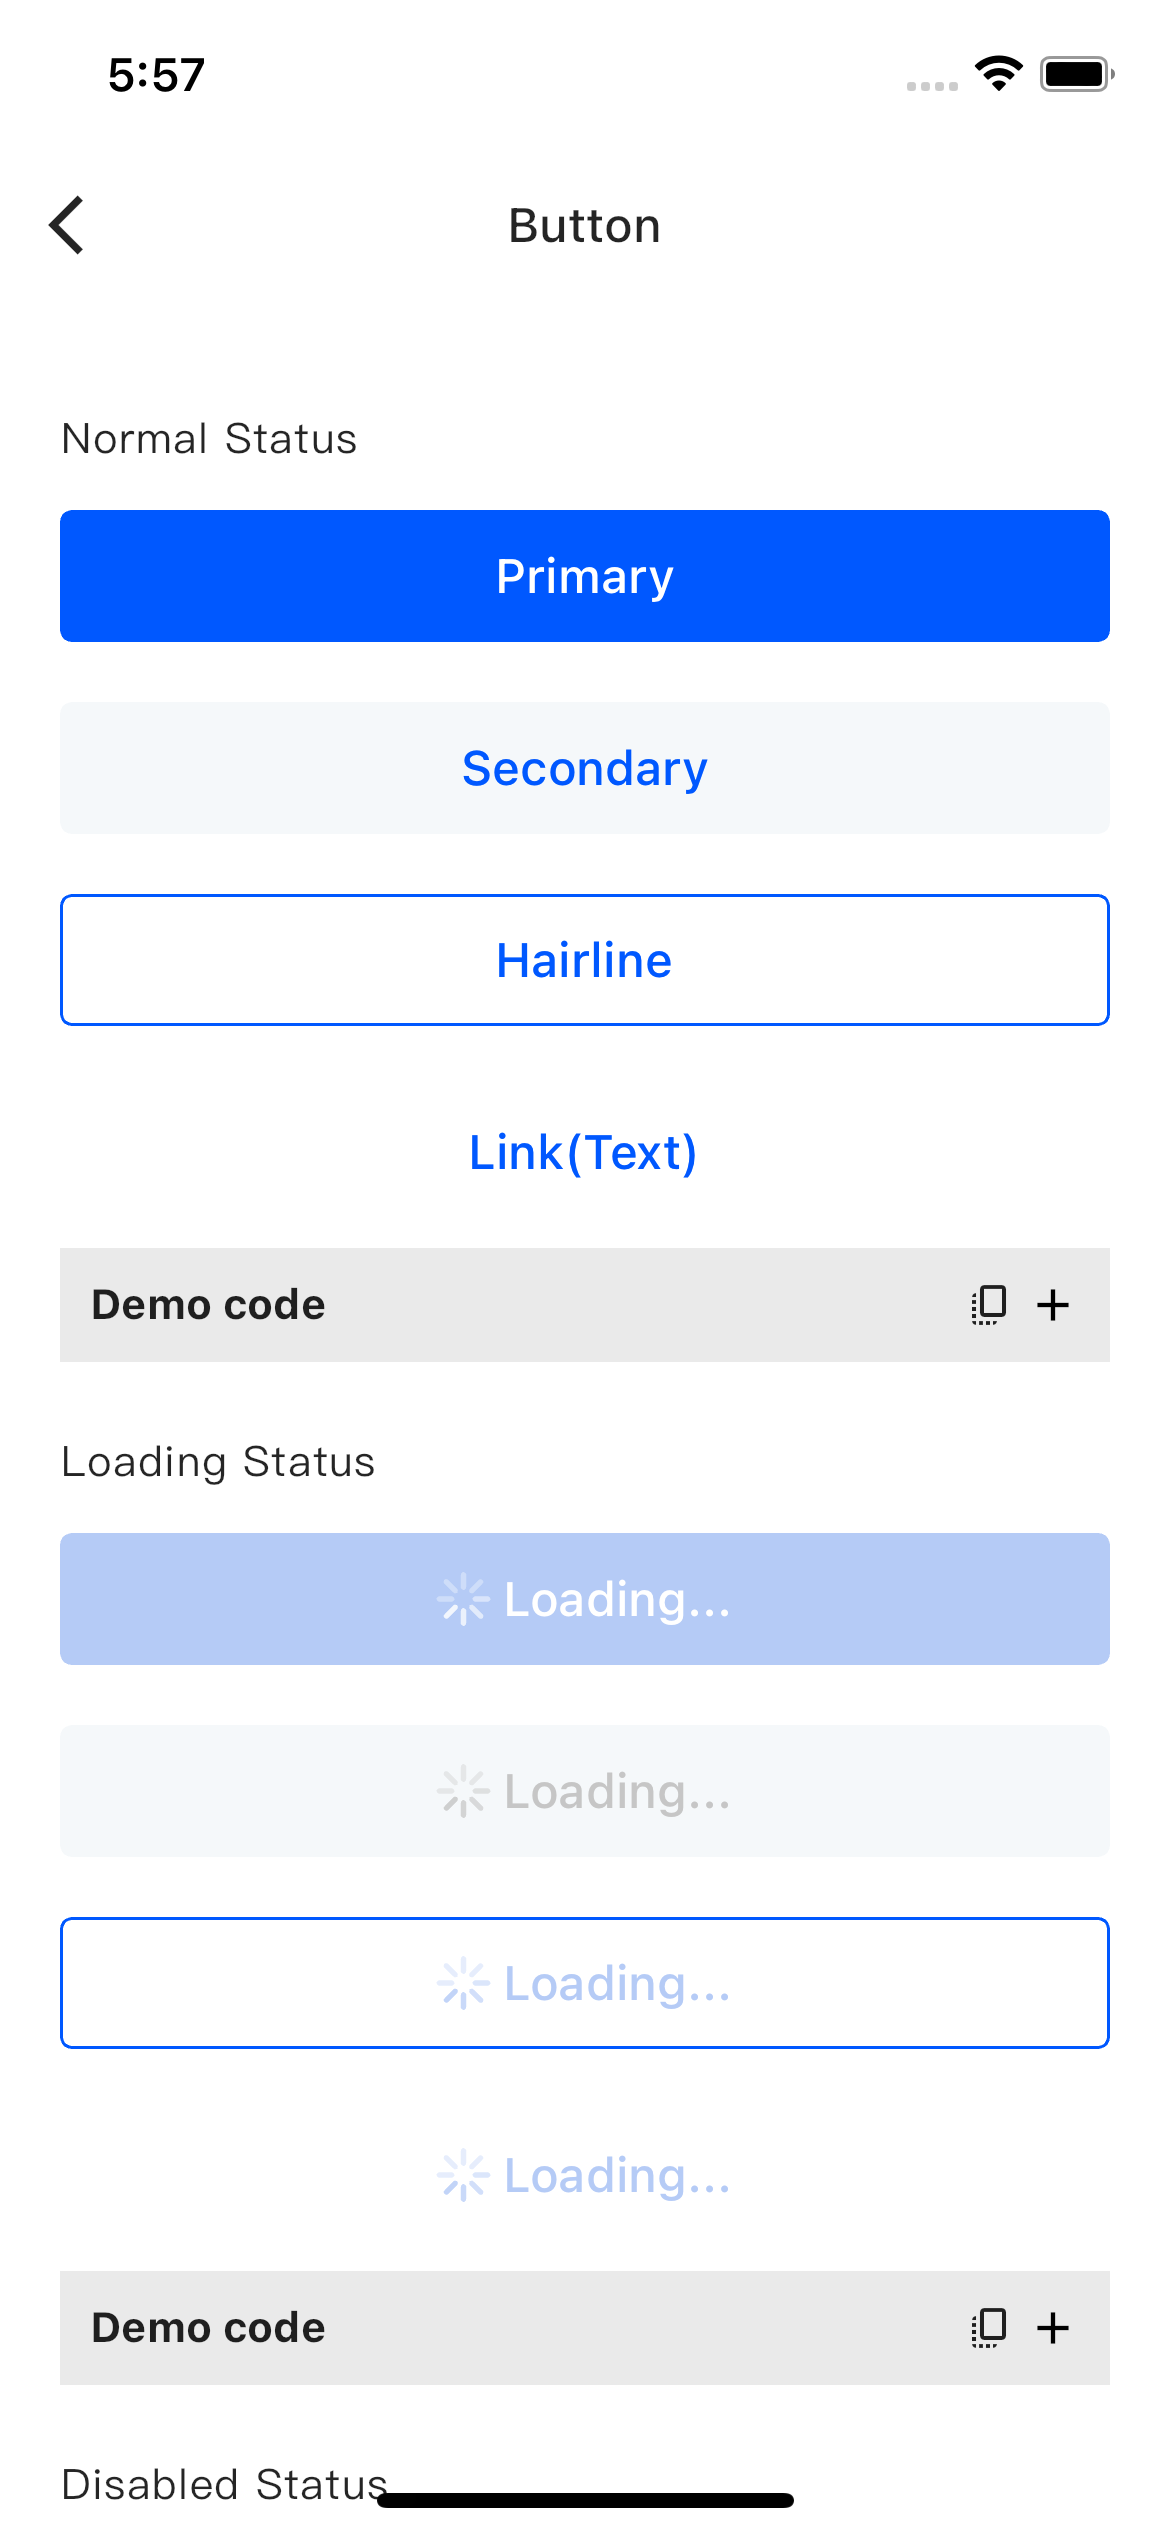 5:57
Button
Normal Status
Primary
Secondary
Hairline
Link(Text)
Demo code
Loading Status
Loading...
Loading...
Loading...
Loading...
Demo code
Disabled Status